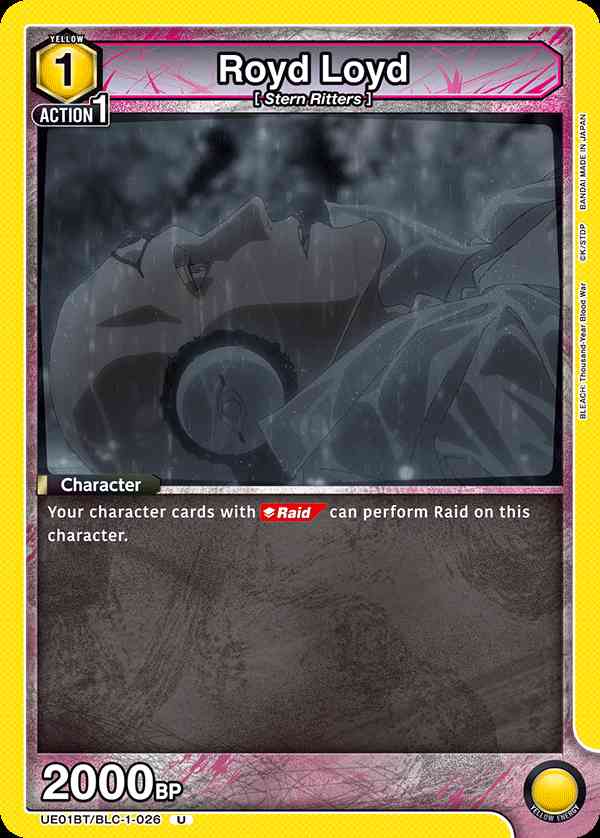 YELLOW
1
ACTION 1
Royd Loyd
[ Stern Ritters ]
BLEACH: Thousand-Year Blood War ©K/STDP BANDAI MADE IN JAPAN
Character
Your character cards with Raid can perform Raid on this
character.
2000BP
YELLOW ENERGY
UE01BT/BLC-1-026 U